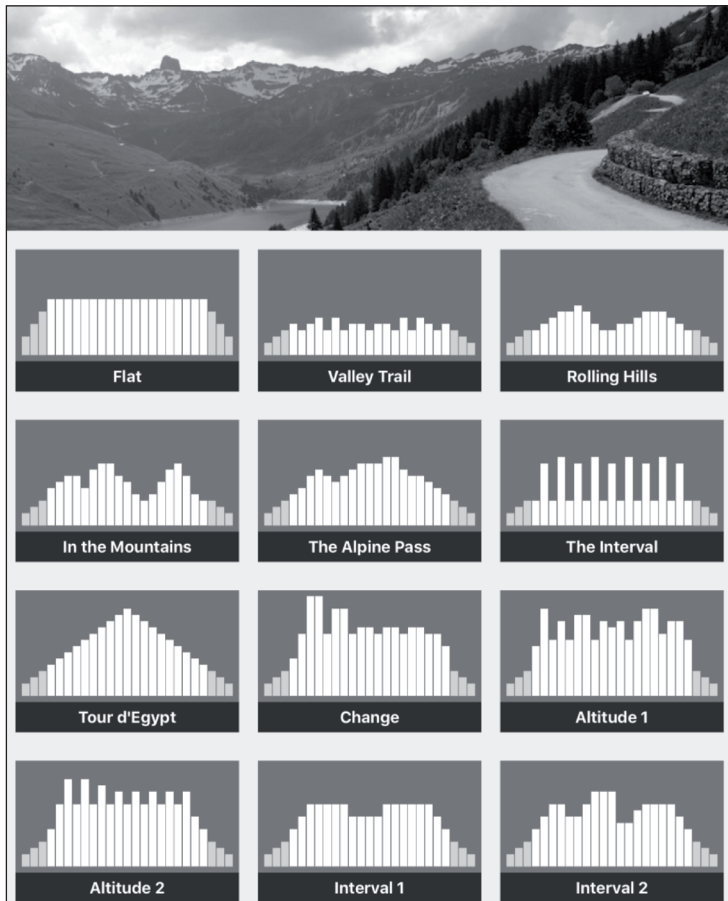 Flat
Valley Trail
Rolling Hills
In the Mountains
The Alpine Pass
The Interval
Tour d'Egypt
Change
Altitude 1
Altitude 2
Interval 1
Interval 2